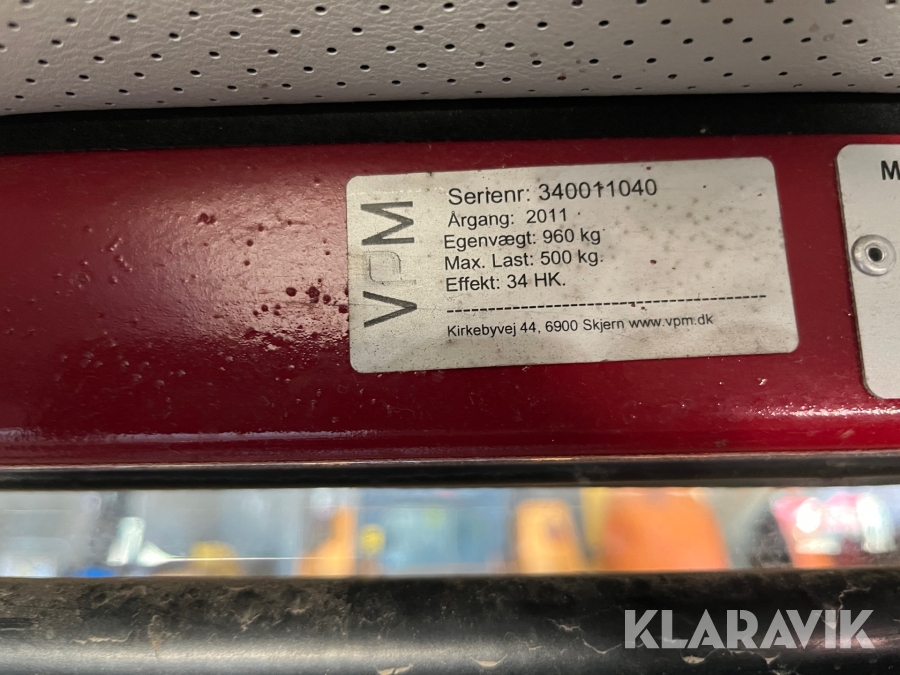 VPM
Serienr: 340011040
Årgang: 2011
Egenvægt: 960 kg
Max. Last: 500 kg.
Effekt: 34 HK.
Kirkebyvej 44, 6900 Skjern www.vpm.dk
M
KLARAVIK